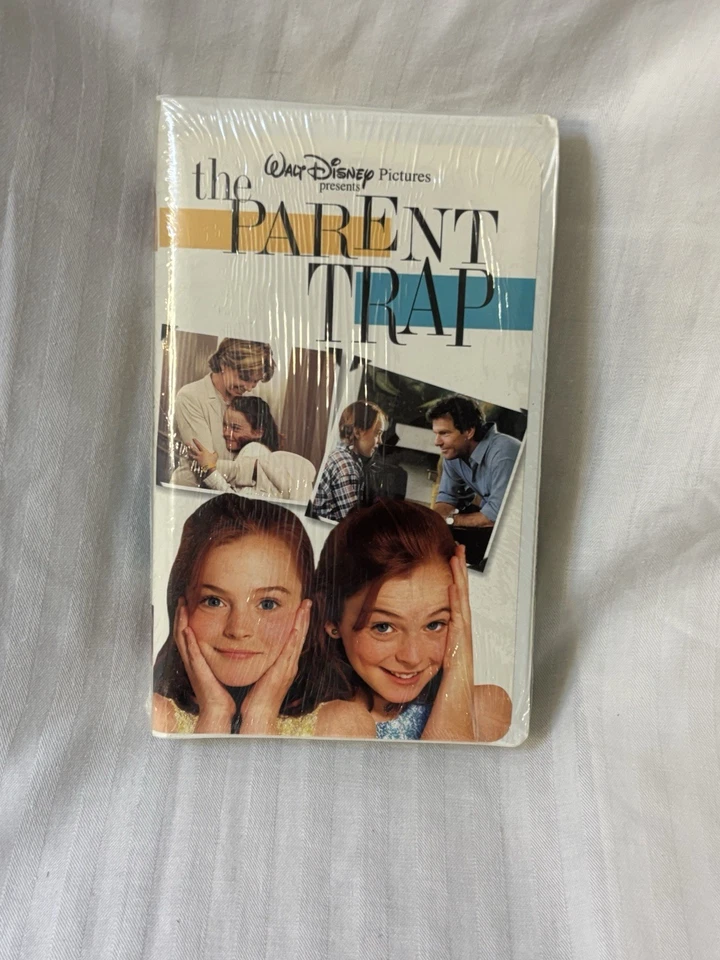 WALT DISNEY Pictures
presents
the
PARENT
TRAP